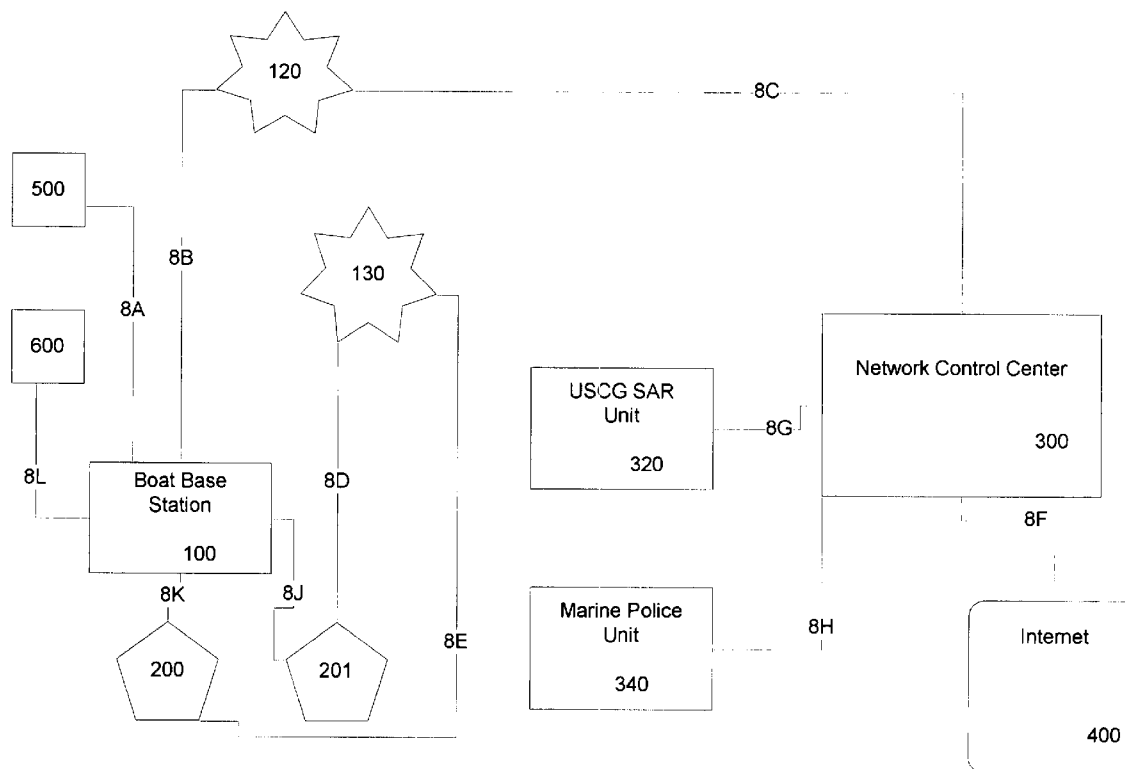 120
8C
500
8B
130
8A
600
Network Control Center
300
USCG SAR
Unit
320
8G
8L
Boat Base
Station
100
8D
8F
8K
8J
8E
Marine Police
Unit
340
8H
Internet
400
200
201